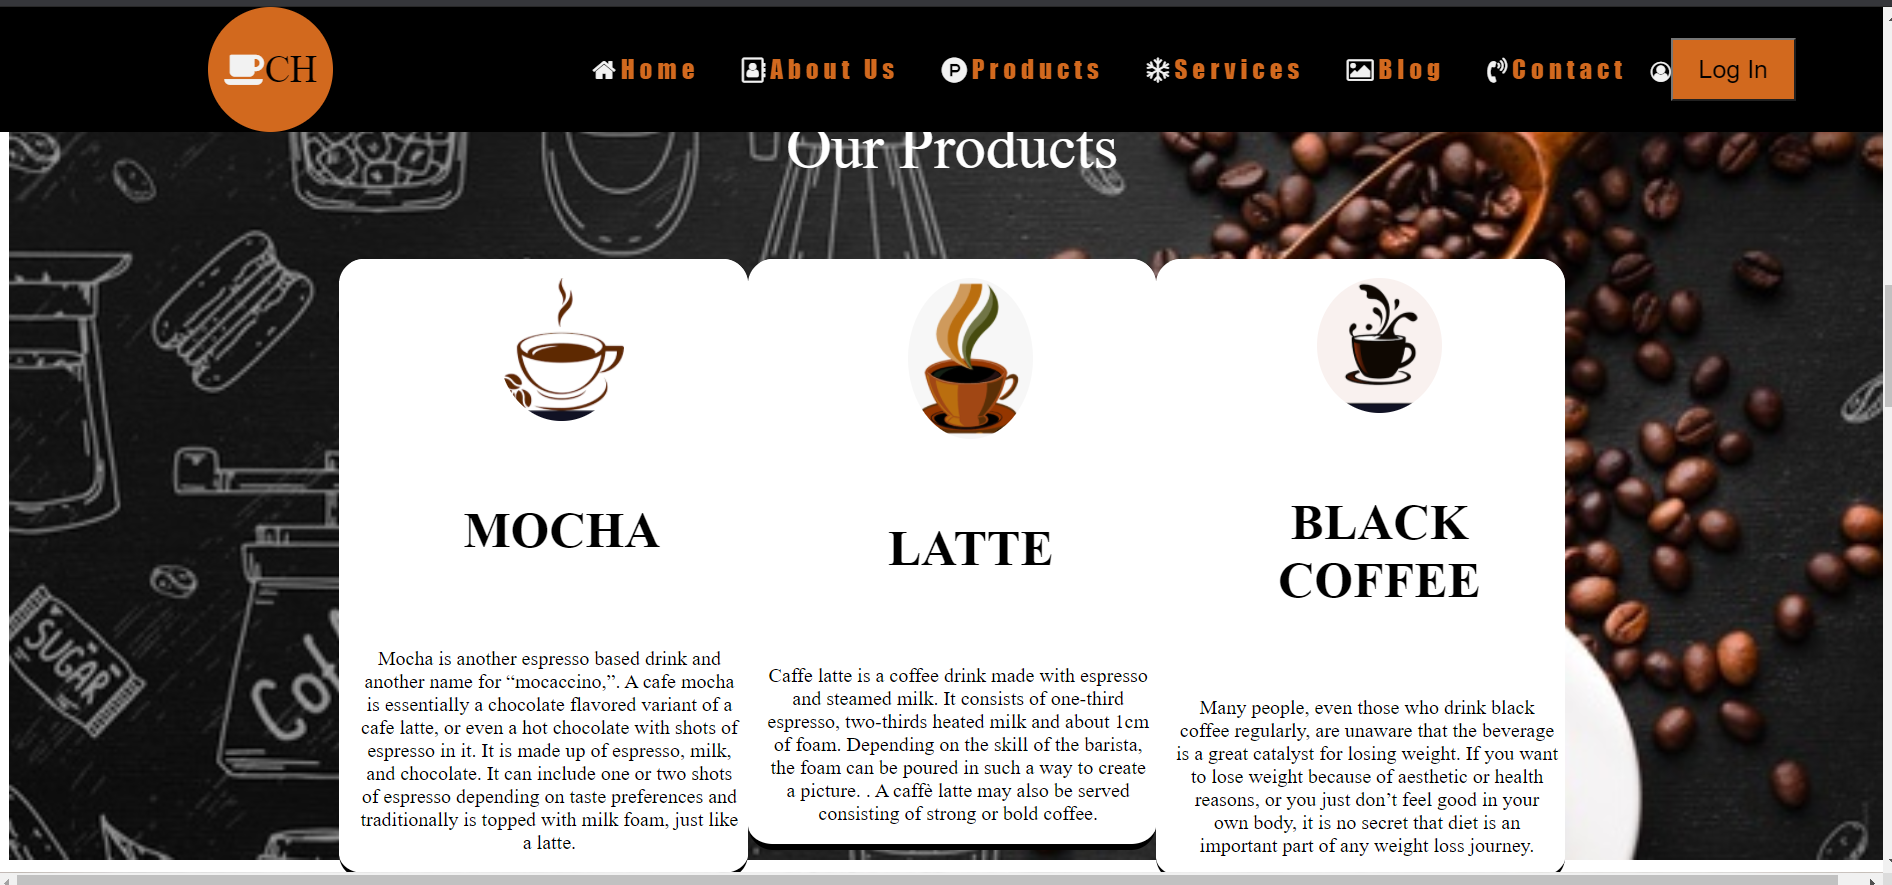 CH
Home
About Us
Products
Services
Blog
Contact
Log In
Our Products
SUGAR
MOCHA
Mocha is another espresso based drink and
another name for “mocaccino,”. A cafe mocha
is essentially a chocolate flavored variant of a
cafe latte, or even a hot chocolate with shots of
espresso in it. It is made up of espresso, milk,
and chocolate. It can include one or two shots
of espresso depending on taste preferences and
traditionally is topped with milk foam, just like
a latte.
LATTE
Caffe latte is a coffee drink made with espresso
and steamed milk. It consists of one-third
espresso, two-thirds heated milk and about 1cm
of foam. Depending on the skill of the barista,
the foam can be poured in such a way to create
a picture. . A caffè latte may also be served
consisting of strong or bold coffee.
BLACK
COFFEE
Many people, even those who drink black
coffee regularly, are unaware that the beverage
is a great catalyst for losing weight. If you want
to lose weight because of aesthetic or health
reasons, or you just don’t feel good in your
own body, it is no secret that diet is an
important part of any weight loss journey.